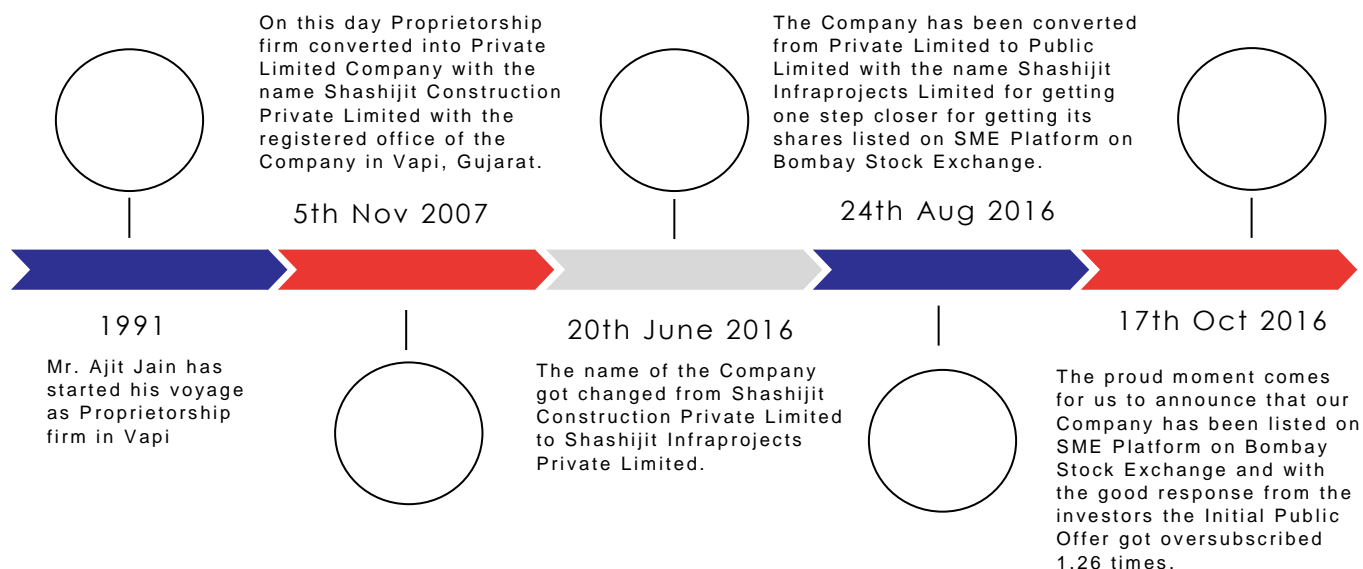 On this day Proprietorship
firm converted into Private
Limited Company with the
name Shashijit Construction
Private Limited with the
registered office of the
Company in Vapi, Gujarat.
The Company has been converted
from Private Limited to Public
Limited with the name Shashijit
Infraprojects Limited for getting
one step closer for getting its
shares listed on SME Platform on
Bombay Stock Exchange.
5th Nov 2007
24th Aug 2016
1991
Mr. Ajit Jain has
started his voyage
as Proprietorship
firm in Vapi
20th June 2016
The name of the Company
got changed from Shashijit
Construction Private Limited
to Shashijit Infraprojects
Private Limited.
17th Oct 2016
The proud moment comes
for us to announce that our
Company has been listed on
SME Platform on Bombay
Stock Exchange and with
the good response from the
investors the Initial Public
Offer got oversubscribed
1.26 times.